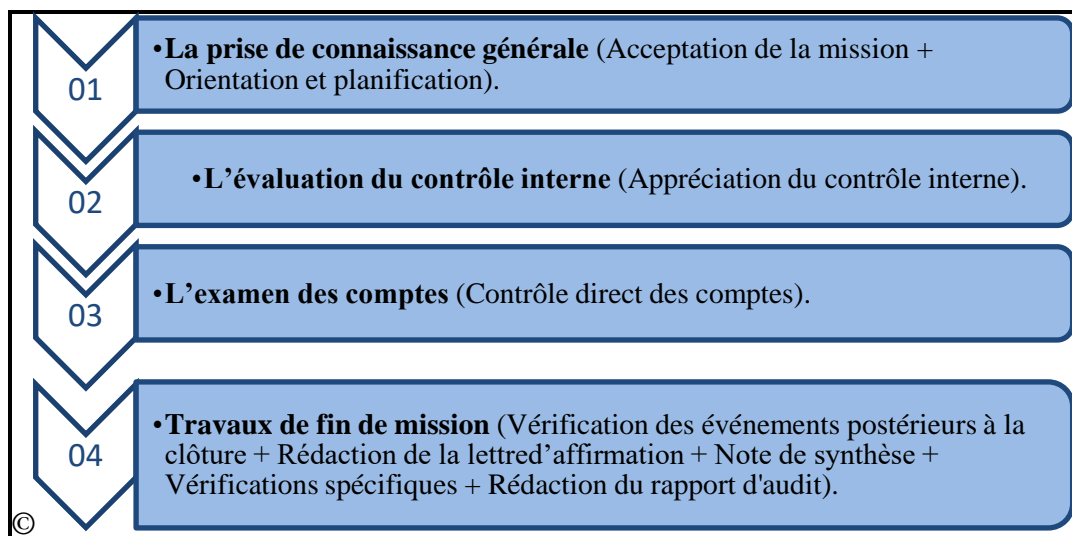 01
•La prise de connaissance générale (Acceptation de la mission +
Orientation et planification).
02
•L’évaluation du contrôle interne (Appréciation du contrôle interne).
03
•L’examen des comptes (Contrôle direct des comptes).
04
•Travaux de fin de mission (Vérification des événements postérieurs à la
clôture + Rédaction de la lettred’affirmation + Note de synthèse +
Vérifications spécifiques + Rédaction du rapport d'audit).
©